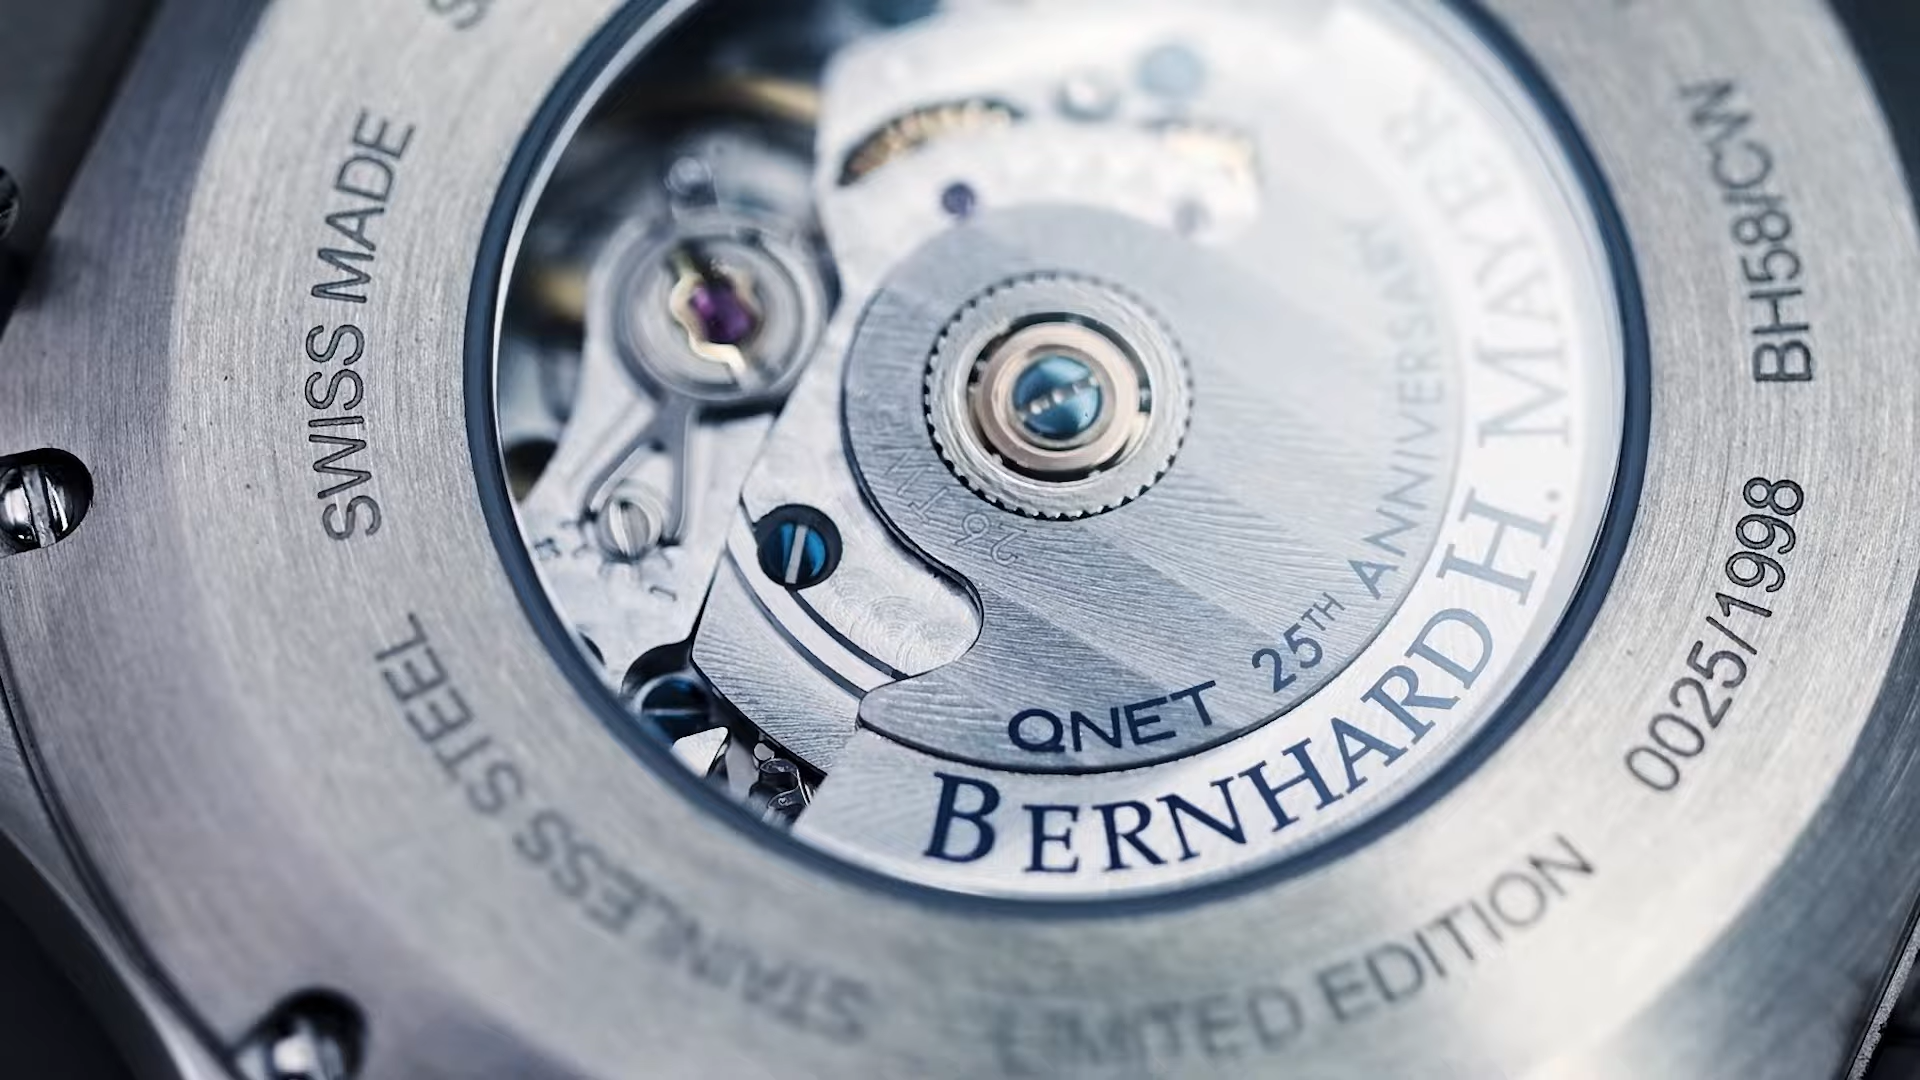 SWISS MADE
STAINLESS STEEL
LIMITED EDITION
0025/1998
BH58/CW
BERNHARD H. MAYER
QNET 25TH ANNIVERSARY